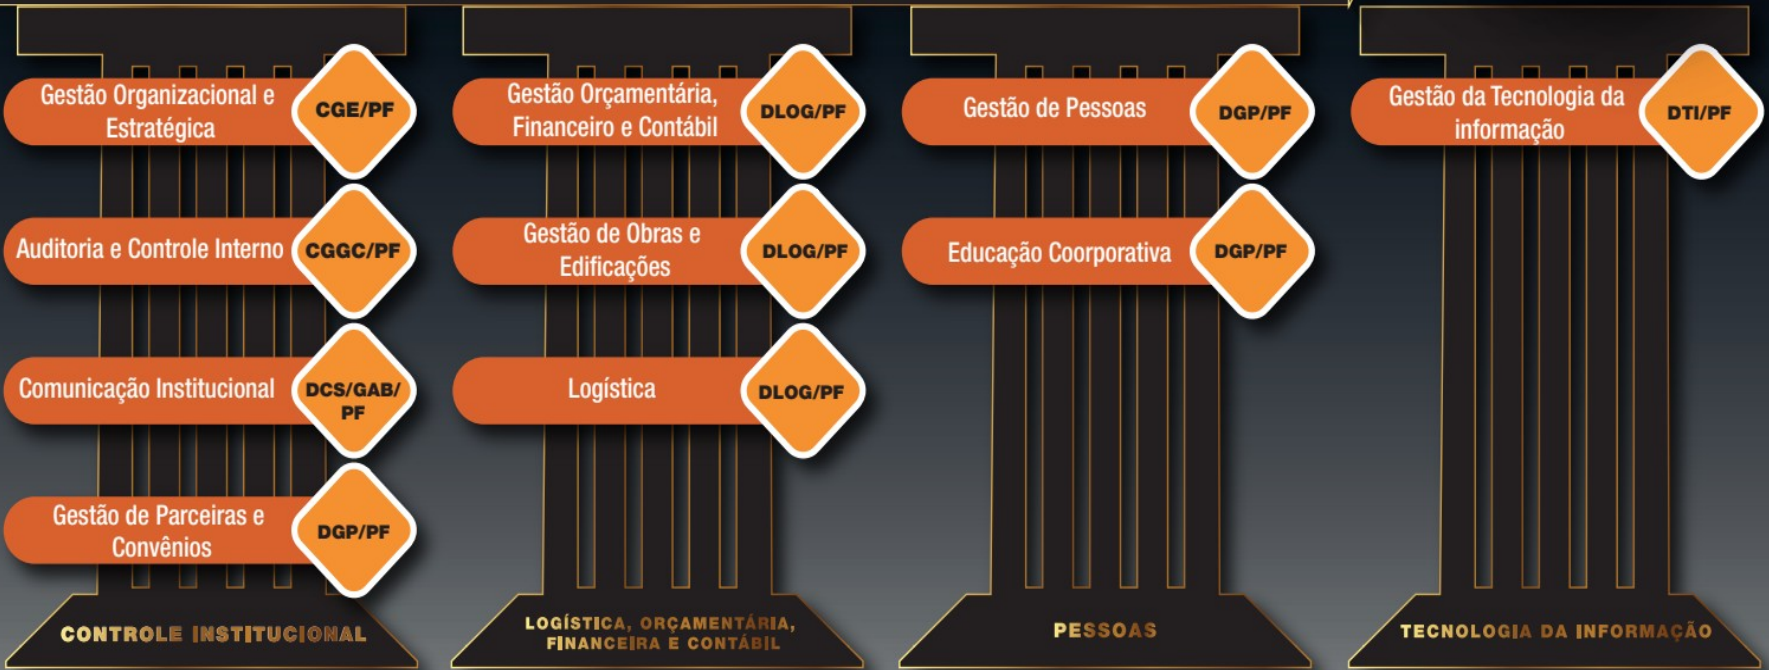 Gestão Organizacional e
Estratégica
CGE/PF
Auditoria e Controle Interno
CGGC/PF
Comunicação Institucional
DCS/GAB/
PF
Gestão de Parceiras e
Convênios
DGP/PF
CONTROLE INSTITUCIONAL
Gestão Orçamentária,
Financeiro e Contábil
DLOG/PF
Gestão de Obras e
Edificações
DLOG/PF
Logística
DLOG/PF
LOGÍSTICA, ORÇAMENTÁRIA,
FINANCEIRA E CONTÁBIL
Gestão de Pessoas
DGP/PF
Educação Coorporativa
DGP/PF
PESSOAS
Gestão da Tecnologia da
informação
DTI/PF
TECNOLOGIA DA INFORMAÇÃO